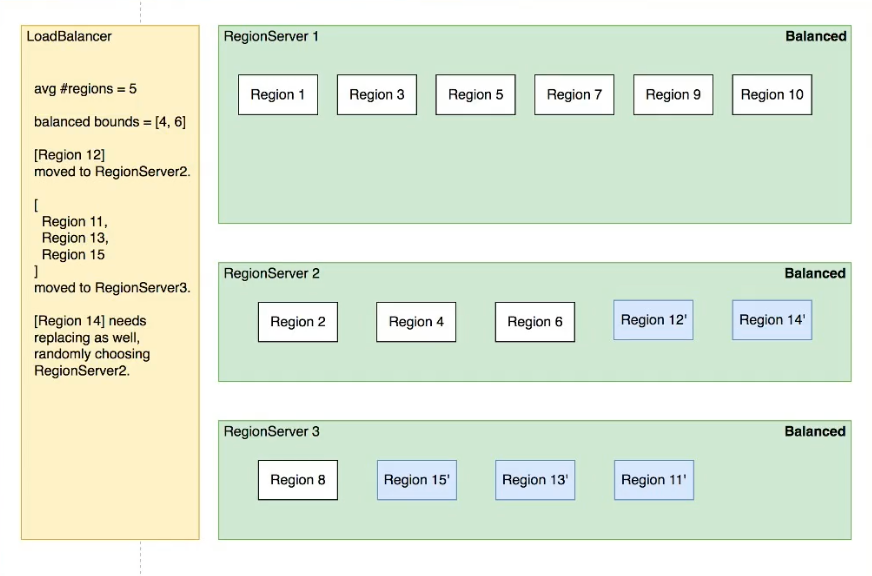 LoadBalancer
avg #regions = 5
balanced bounds = [4, 6]
[Region 12]
moved to RegionServer2.
[
Region 11,
Region 13,
Region 15
]
moved to RegionServer3.
[Region 14] needs
replacing as well,
randomly choosing
RegionServer2.
RegionServer 1 Balanced
Region 1 Region 3 Region 5 Region 7 Region 9 Region 10
RegionServer 2 Balanced
Region 2 Region 4 Region 6 Region 12' Region 14'
RegionServer 3 Balanced
Region 8 Region 15' Region 13' Region 11'